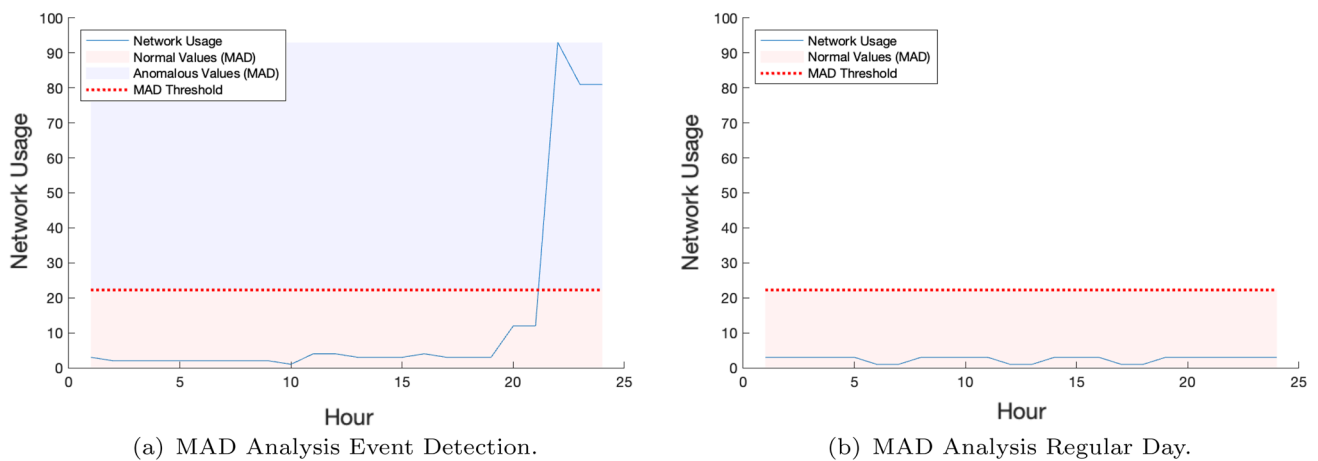 100
90
80
70
60
50
40
30
20
10
0
Network Usage
Network Usage
Normal Values (MAD)
Anomalous Values (MAD)
MAD Threshold
0 5 10 15 20 25
Hour
(a) MAD Analysis Event Detection.
100
90
80
70
60
50
40
30
20
10
0
Network Usage
Network Usage
Normal Values (MAD)
MAD Threshold
0 5 10 15 20 25
Hour
(b) MAD Analysis Regular Day.